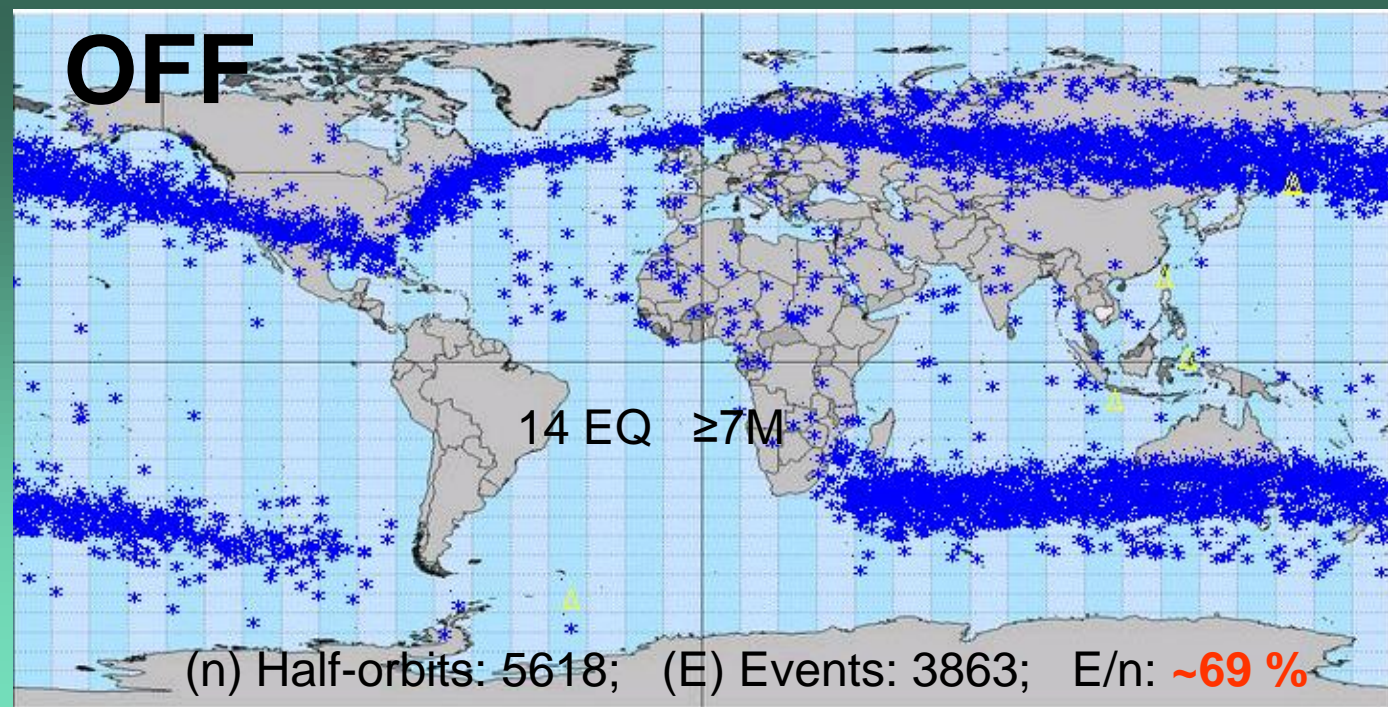 OFF
14 EQ ≥7M
(n) Half-orbits: 5618; (E) Events: 3863; E/n: ~69 %